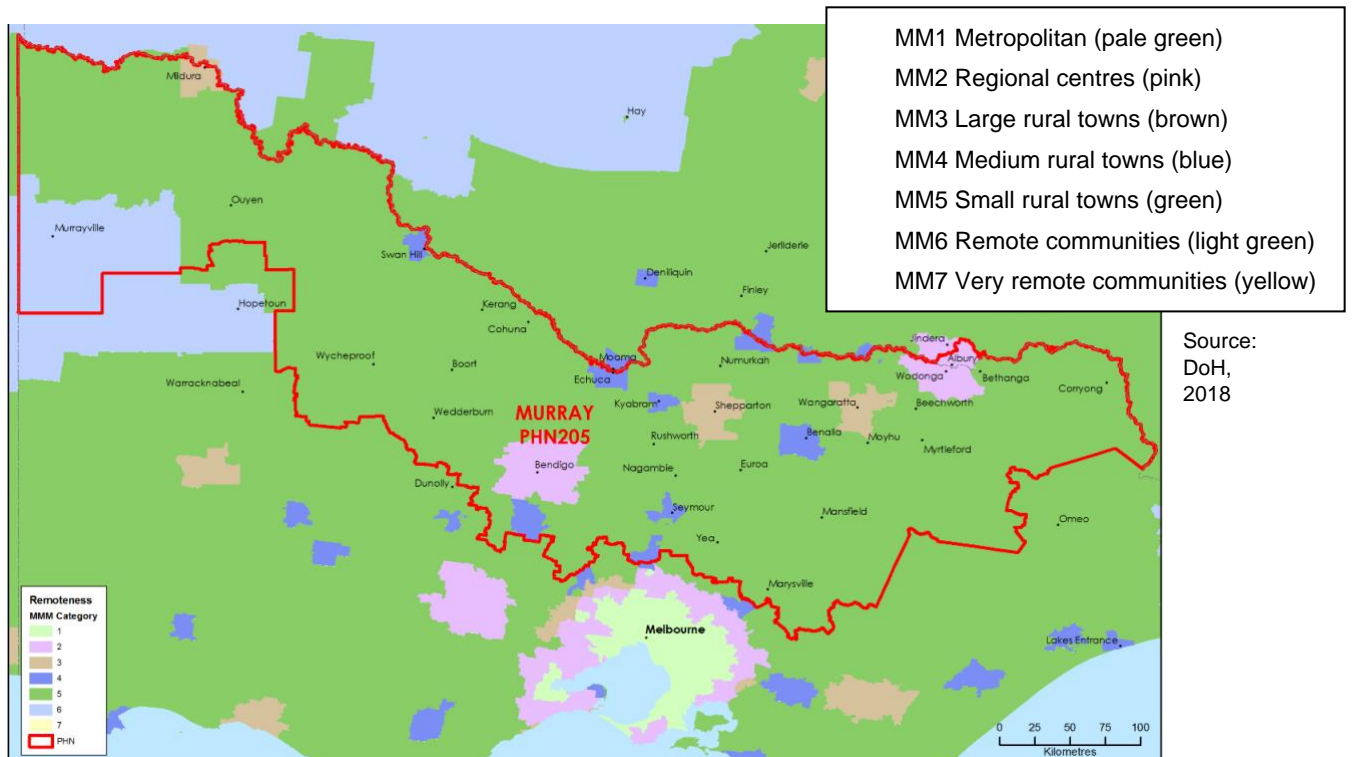 MM1 Metropolitan (pale green)
MM2 Regional centres (pink)
MM3 Large rural towns (brown)
MM4 Medium rural towns (blue)
MM5 Small rural towns (green)
MM6 Remote communities (light green)
MM7 Very remote communities (yellow)
Source:
DoH,
2018
Mildura
Hay
Ouyen
Murrayville
Swan Hill
Jerilderie
Deniliquin
Finley
Hopetoun
Kerang
Cohuna
Wycheproof
Boort
Moama
Echuca
Numurkah
Jindera
Albury
Wodonga
Bethanga
Corryong
Warracknabeal
Wedderburn
Kyabram
Shepparton
Wangaratta
Beechworth
MURRAY
PHN205
Rushworth
Benalla
Moyhu
Myrtleford
Bendigo
Nagamble
Euroa
Dunolly
Seymour
Mansfield
Omeo
Yea
Marysville
Melbourne
Lakes Entrance
Remoteness
MMM Category
1
2
3
4
5
6
7
PHN
0 25 50 75 100
Kilometres